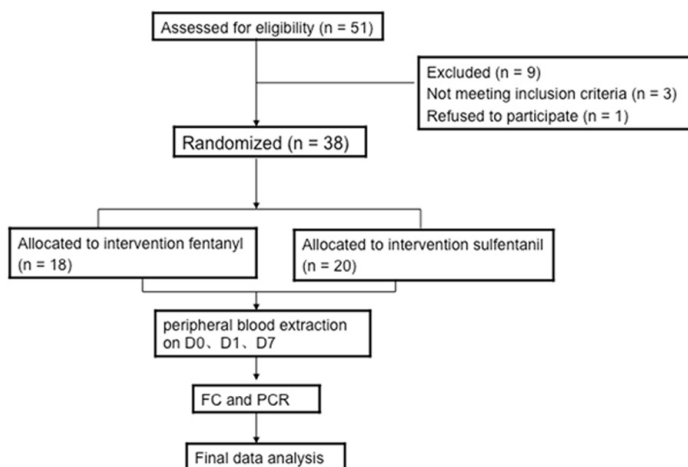 Assessed for eligibility (n = 51)
Excluded (n = 9)
Not meeting inclusion criteria (n = 3)
Refused to participate (n = 1)
Randomized (n = 38)
Allocated to intervention fentanyl
(n = 18)
Allocated to intervention sulfentanil
(n = 20)
peripheral blood extraction
on D0、D1、D7
FC and PCR
Final data analysis